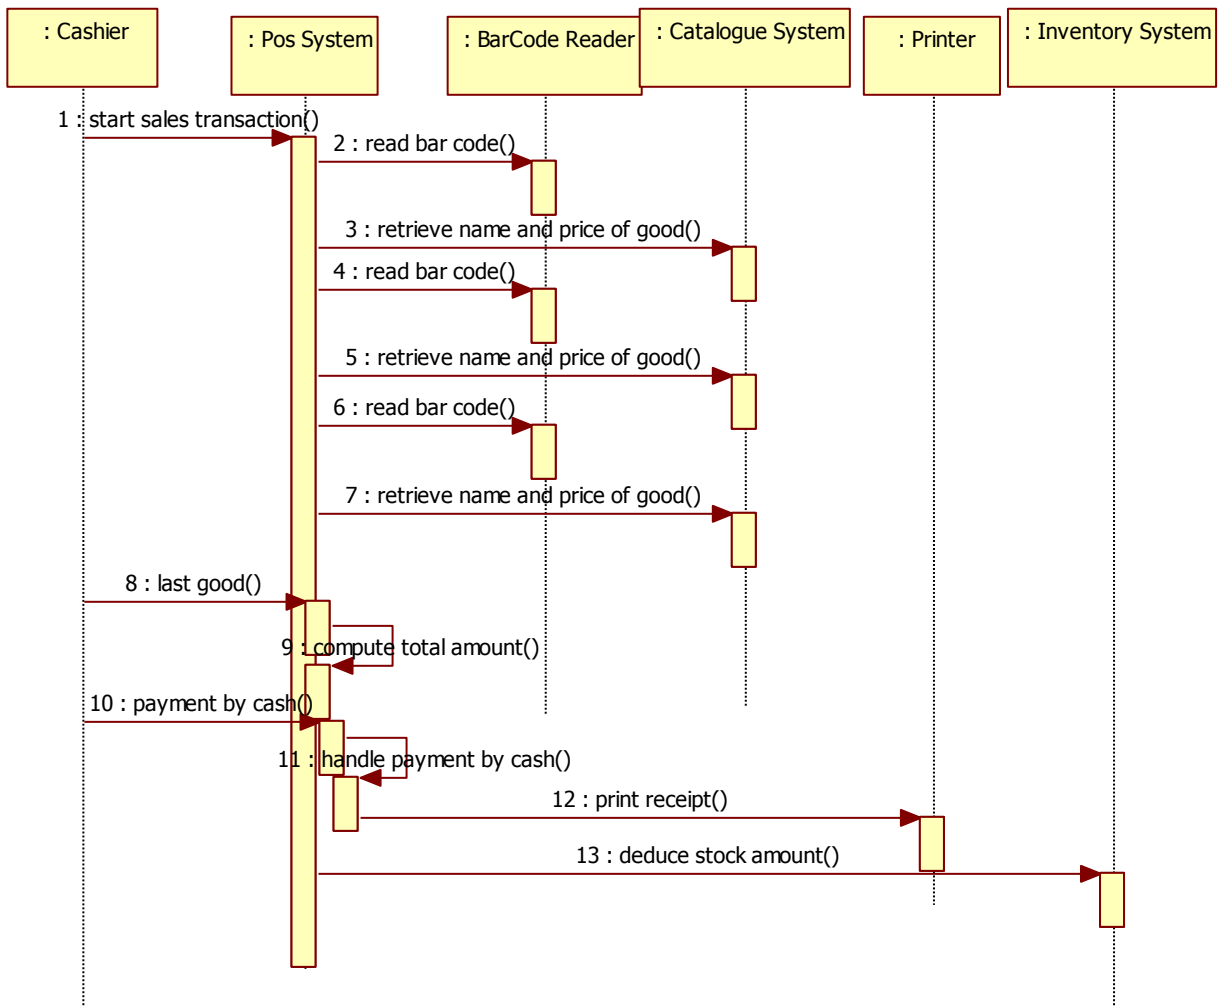 : Cashier
: Pos System
: BarCode Reader
: Catalogue System
: Printer
: Inventory System
1 : start sales transaction()
2 : read bar code()
3 : retrieve name and price of good()
4 : read bar code()
5 : retrieve name and price of good()
6 : read bar code()
7 : retrieve name and price of good()
8 : last good()
9 : compute total amount()
10 : payment by cash()
11 : handle payment by cash()
12 : print receipt()
13 : deduce stock amount()